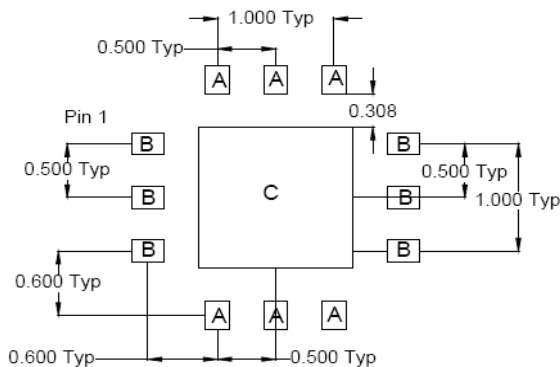 1.000 Typ
0.500 Typ
A A A
0.308
Pin 1
B B
0.500 Typ 0.500 Typ
C
B B
1.000 Typ
B B
0.600 Typ
A A A
0.600 Typ 0.500 Typ